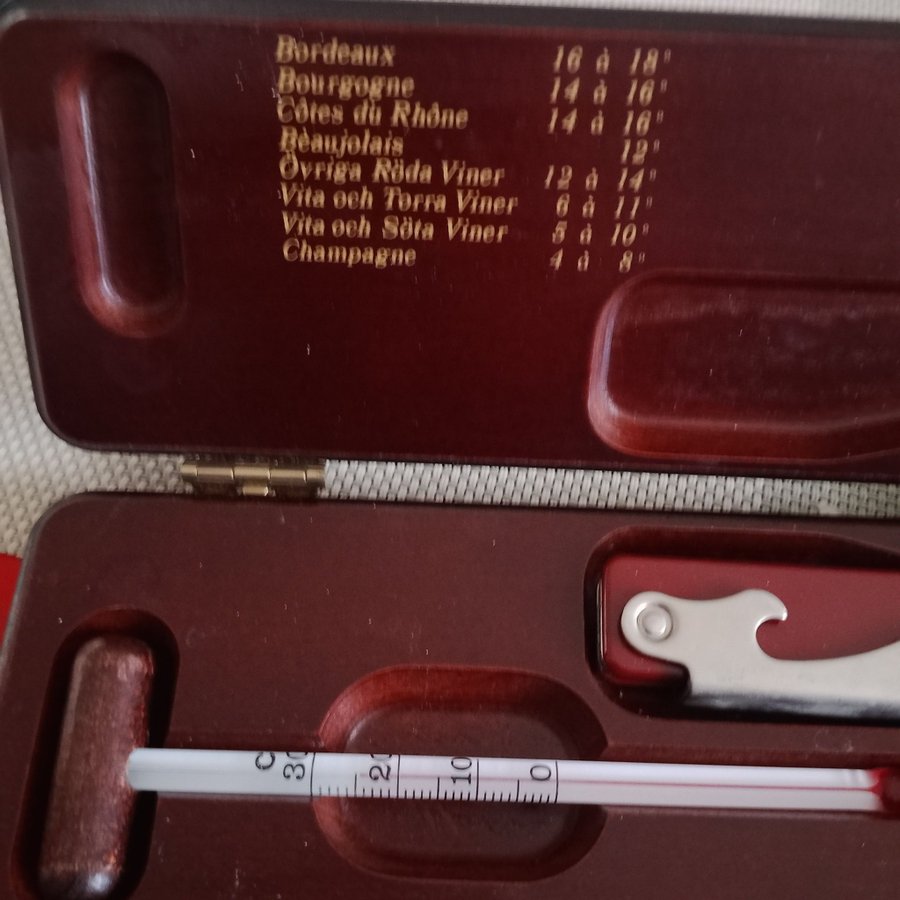 Bordeaux 16 à 18°
Bourgogne 14 à 16°
Côtes du Rhône 14 à 16°
Beaujolais 12°
Övriga Röda Viner 12 à 14°
Vita och Torra Viner 6 à 11°
Vita och Söta Viner 5 à 10°
Champagne 4 à 8°
C 30 20 10 0